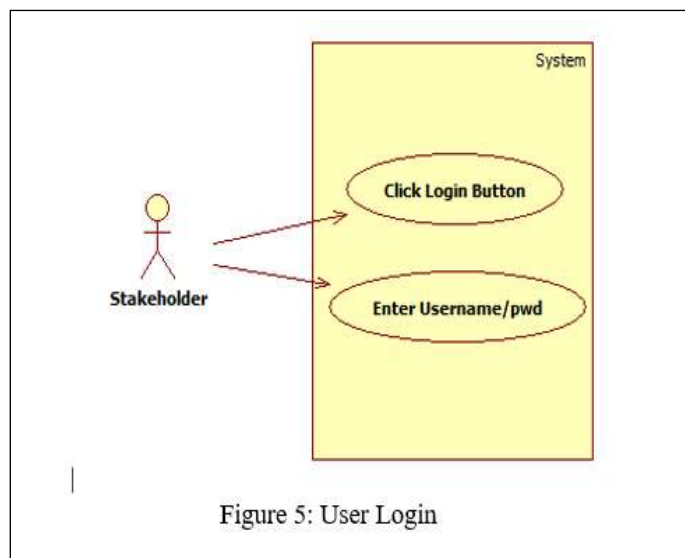 System
Click Login Button
Stakeholder
Enter Username/pwd
Figure 5: User Login